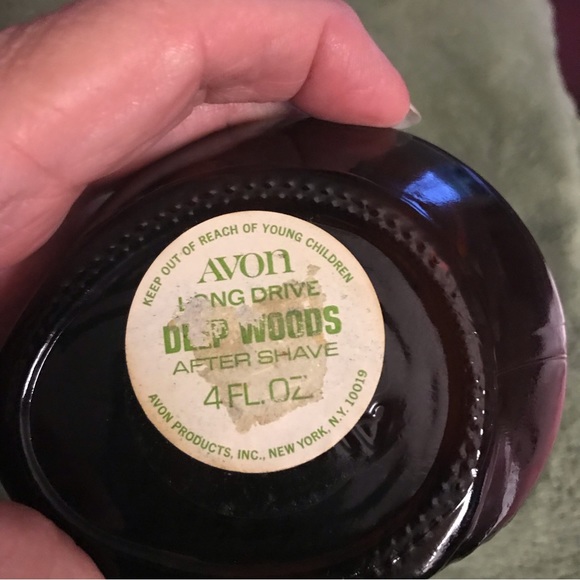 KEEP OUT OF REACH OF YOUNG CHILDREN
AVON
LONG DRIVE
DEEP WOODS
AFTER SHAVE
4 FL. OZ.
AVON PRODUCTS, INC., NEW YORK, N.Y. 10019